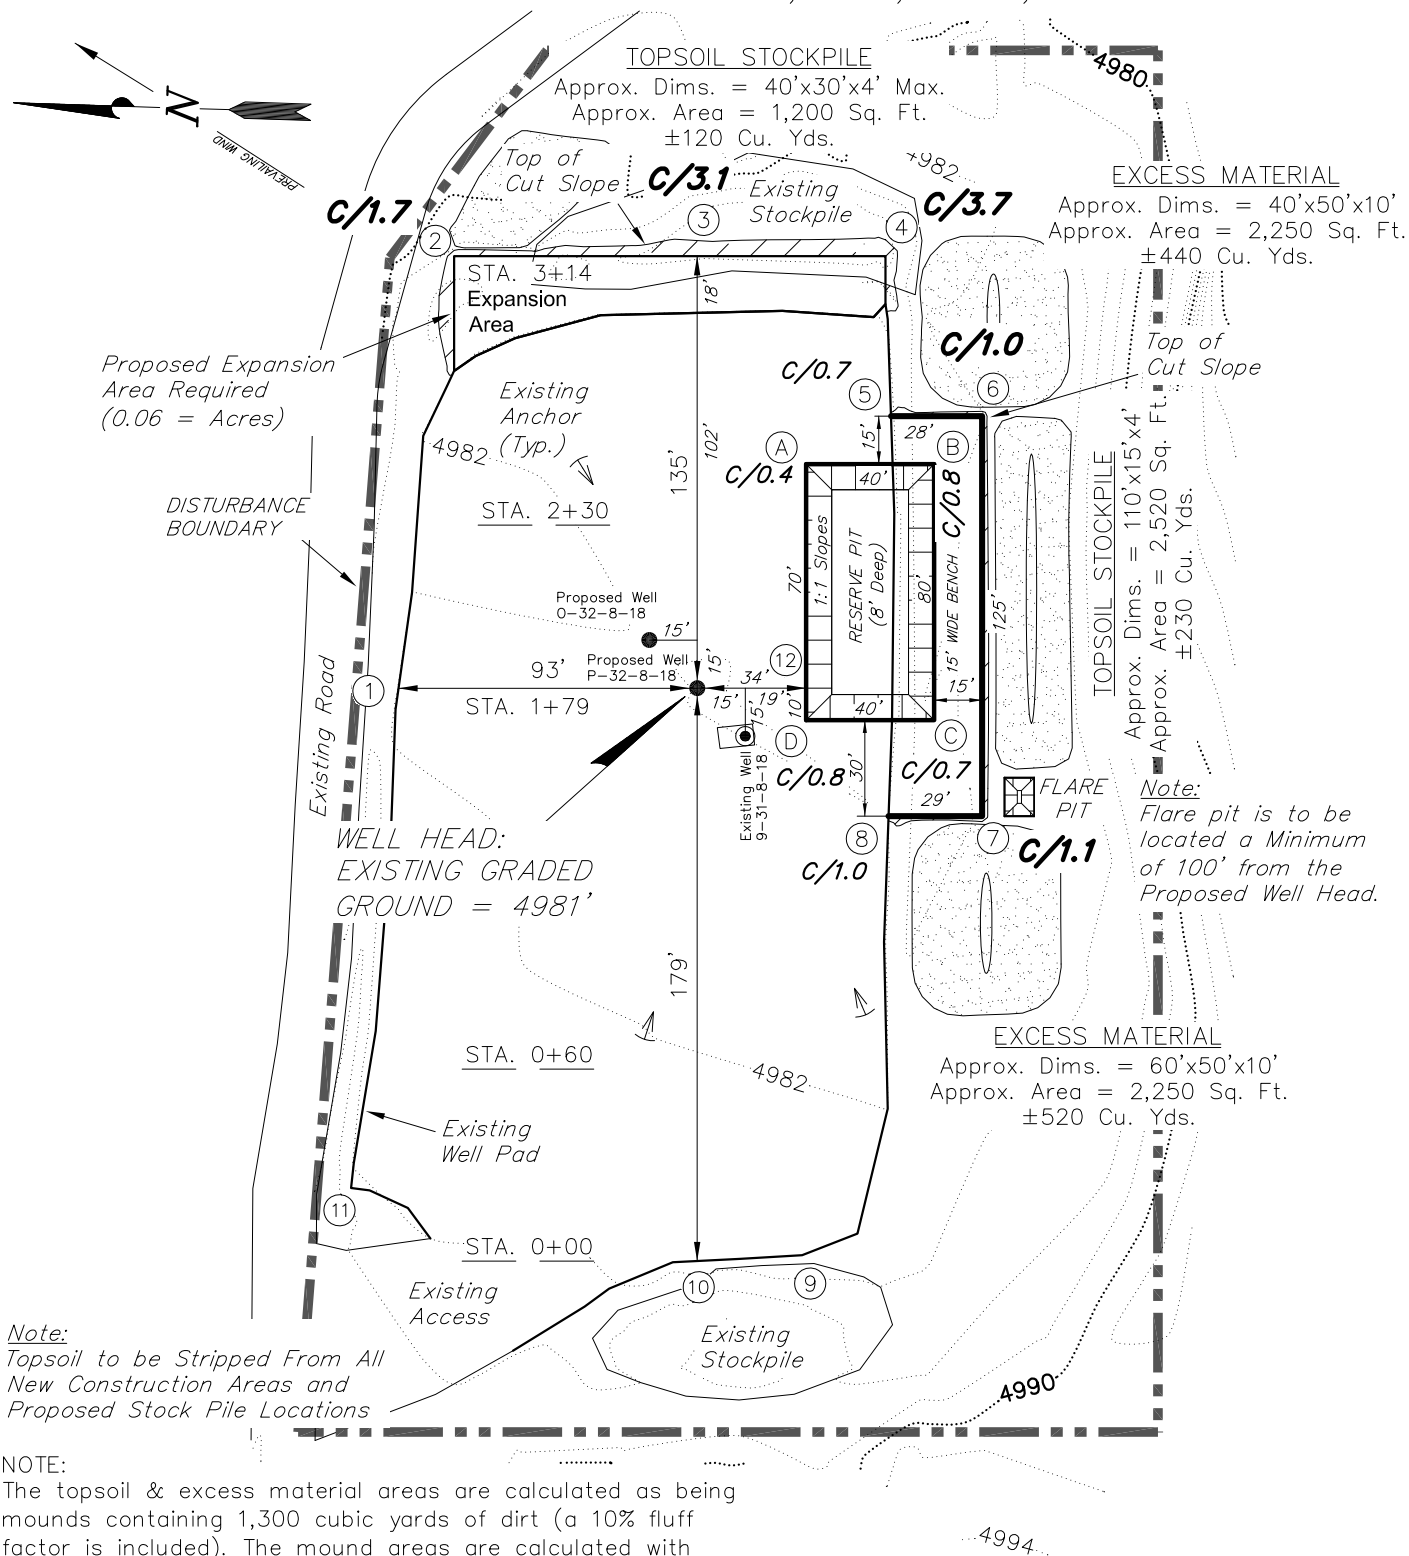 TOPSOIL STOCKPILE
Approx. Dims. = 40'x30'x4' Max.
Approx. Area = 1,200 Sq. Ft.
±120 Cu. Yds.
4980
N
PREVAILING WIND
Top of
Cut Slope
C/3.1
3
Existing
Stockpile
4982
C/3.7
4
EXCESS MATERIAL
Approx. Dims. = 40'x50'x10'
Approx. Area = 2,250 Sq. Ft.
±440 Cu. Yds.
C/1.7
2
STA. 3+14
Expansion
Area
18'
C/1.0
6
Top of
Cut Slope
Proposed Expansion
Area Required
(0.06 = Acres)
C/0.7
5
Existing
Anchor
(Typ.)
4982
135'
102'
15'
28'
A
B
C/0.4
C/0.8
40'
STA. 2+30
DISTURBANCE
BOUNDARY
70'
1:1 Slopes
RESERVE PIT
(8' Deep)
80'
15' WIDE BENCH
125'
TOPSOIL STOCKPILE
Approx. Dims. = 110'x15'x4'
Approx. Area = 2,520 Sq. Ft.
±230 Cu. Yds.
Proposed Well
O-32-8-18
15'
15'
Proposed Well
P-32-8-18
93'
12
34'
15'
19'
15'
10'
40'
15'
1
STA. 1+79
Existing Road
D
C
C/0.8
30'
C/0.7
29'
Existing Well
9-31-8-18
FLARE
PIT
Note:
Flare pit is to be
located a Minimum
of 100' from the
Proposed Well Head.
8
7
C/1.0
C/1.1
WELL HEAD:
EXISTING GRADED
GROUND = 4981'
179'
EXCESS MATERIAL
Approx. Dims. = 60'x50'x10'
Approx. Area = 2,250 Sq. Ft.
±520 Cu. Yds.
STA. 0+60
4982
Existing
Well Pad
11
STA. 0+00
Existing
Access
10
9
Existing
Stockpile
4990
Note:
Topsoil to be Stripped From All
New Construction Areas and
Proposed Stock Pile Locations
NOTE:
The topsoil & excess material areas are calculated as being
mounds containing 1,300 cubic yards of dirt (a 10% fluff
factor is included). The mound areas are calculated with
4994